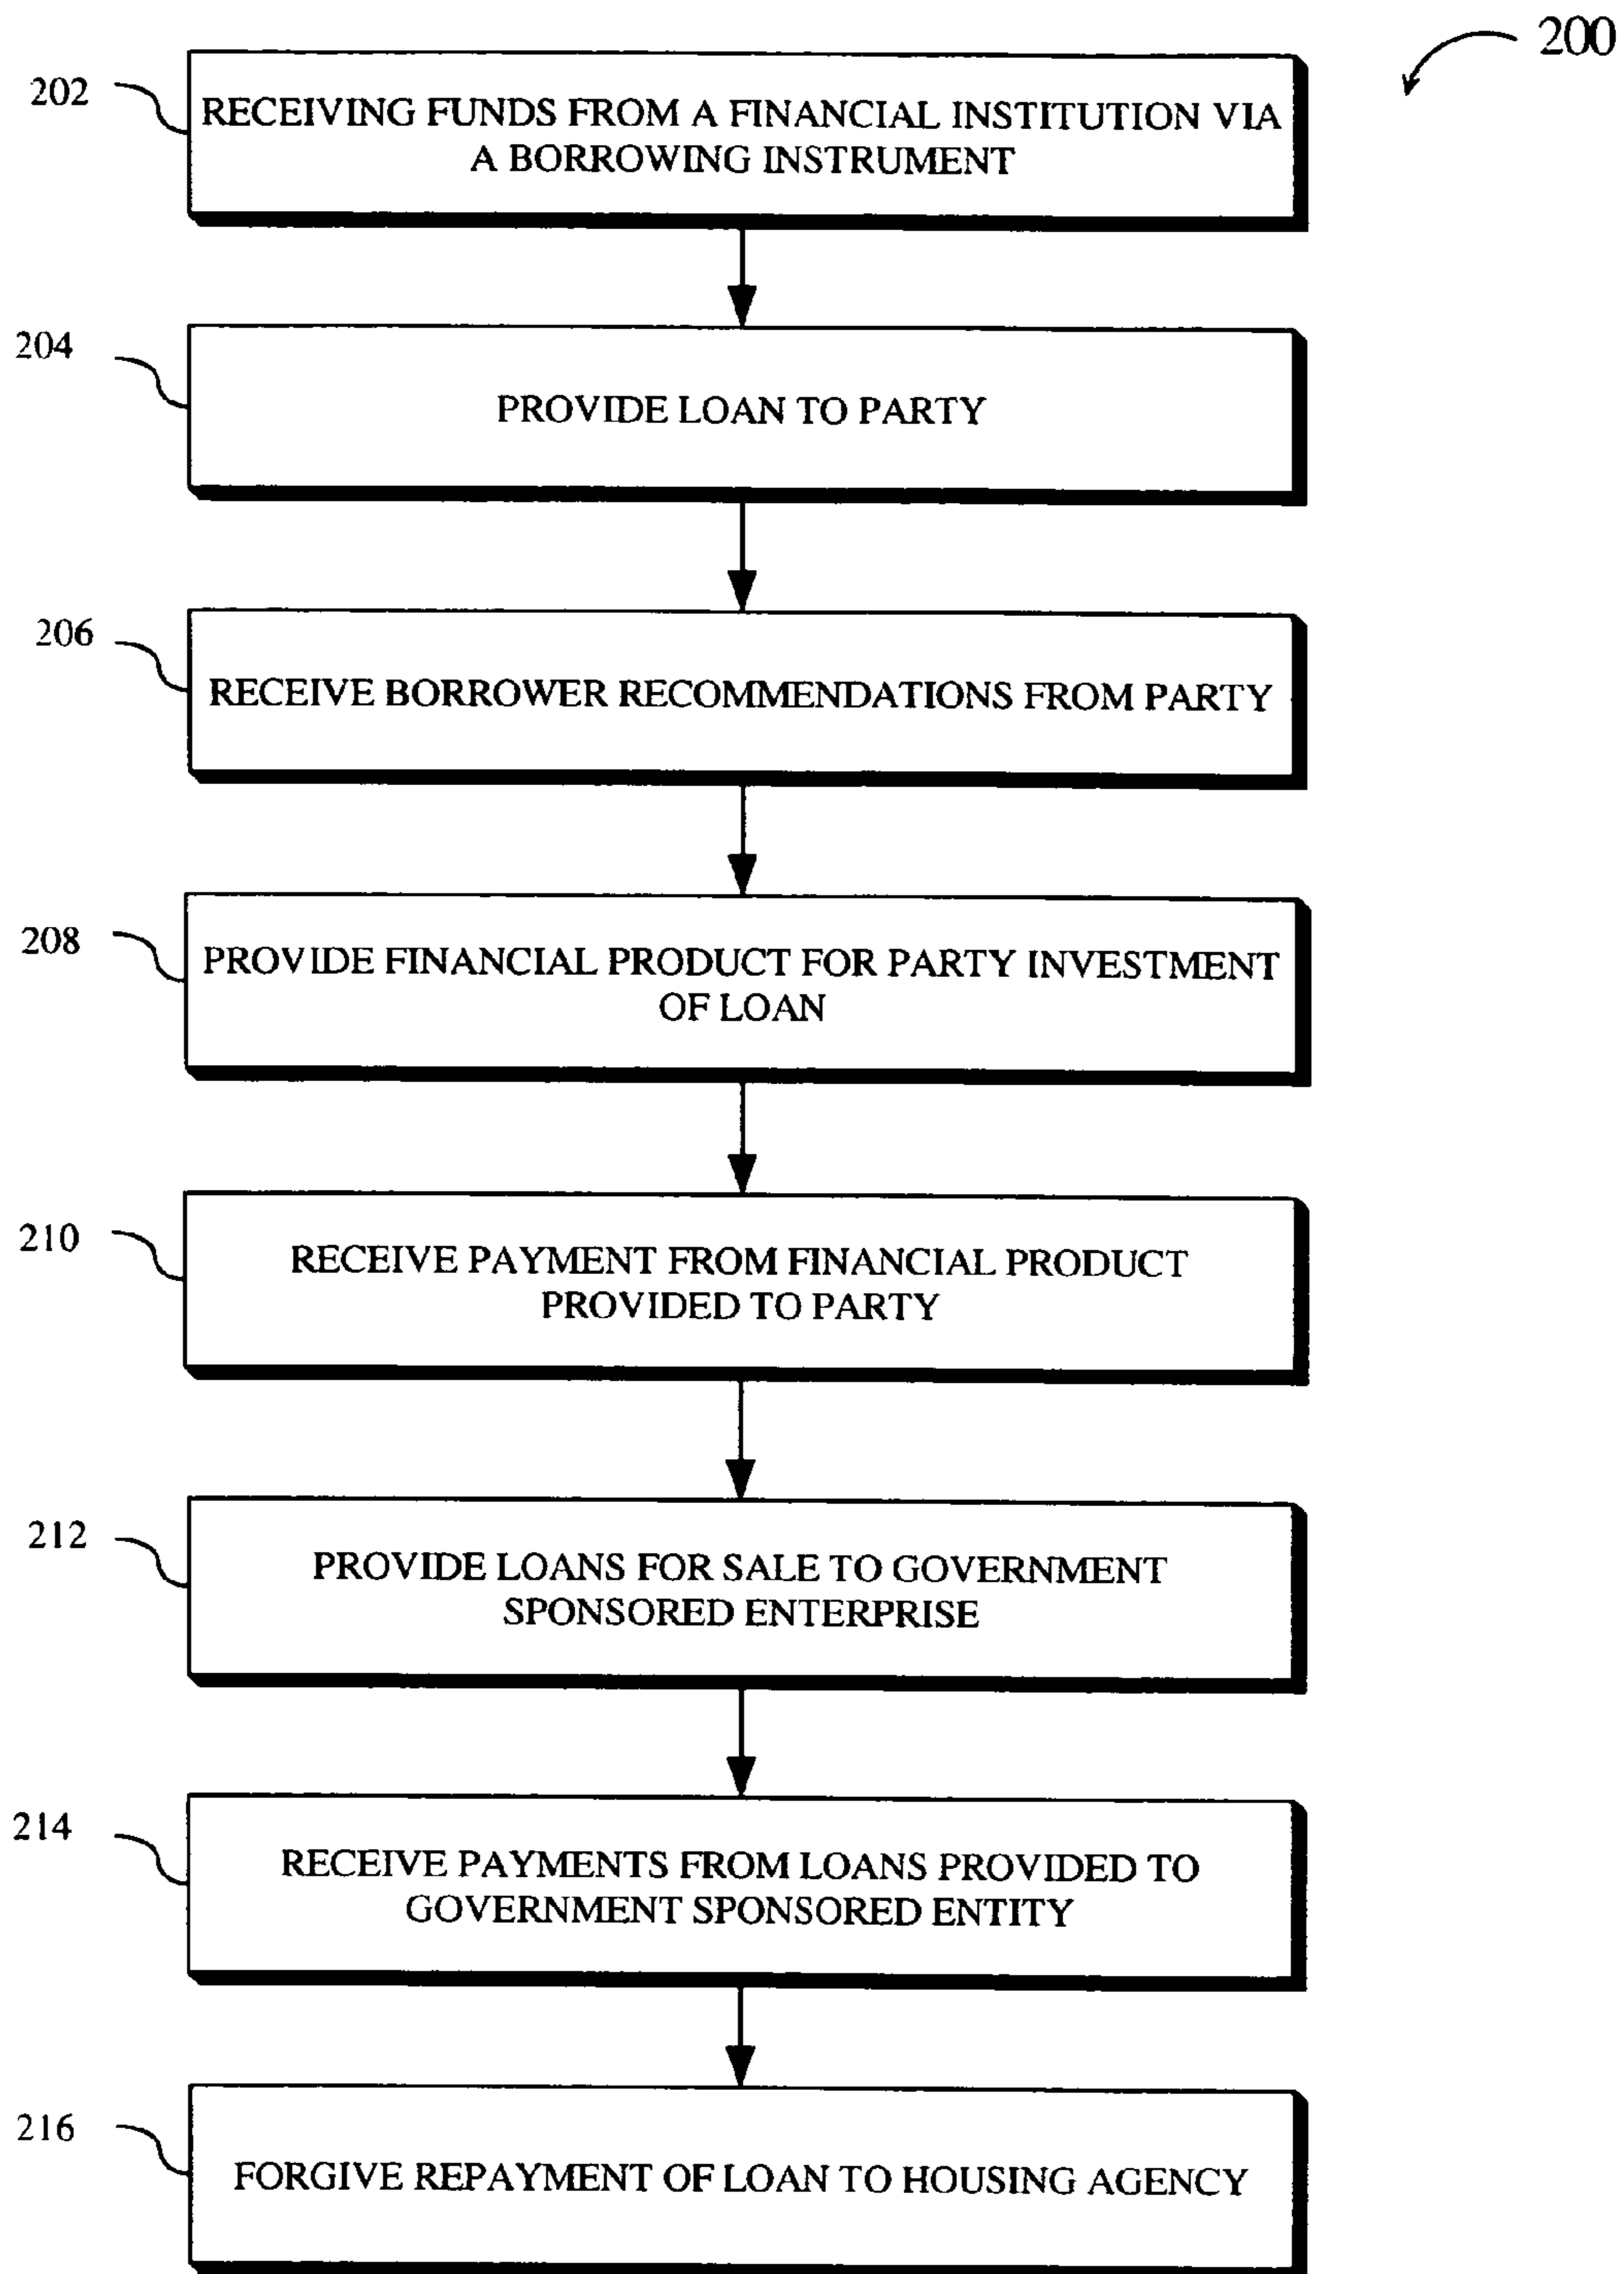 200
202
RECEIVING FUNDS FROM A FINANCIAL INSTITUTION VIA
A BORROWING INSTRUMENT
204
PROVIDE LOAN TO PARTY
206
RECEIVE BORROWER RECOMMENDATIONS FROM PARTY
208
PROVIDE FINANCIAL PRODUCT FOR PARTY INVESTMENT
OF LOAN
210
RECEIVE PAYMENT FROM FINANCIAL PRODUCT
PROVIDED TO PARTY
212
PROVIDE LOANS FOR SALE TO GOVERNMENT
SPONSORED ENTERPRISE
214
RECEIVE PAYMENTS FROM LOANS PROVIDED TO
GOVERNMENT SPONSORED ENTITY
216
FORGIVE REPAYMENT OF LOAN TO HOUSING AGENCY